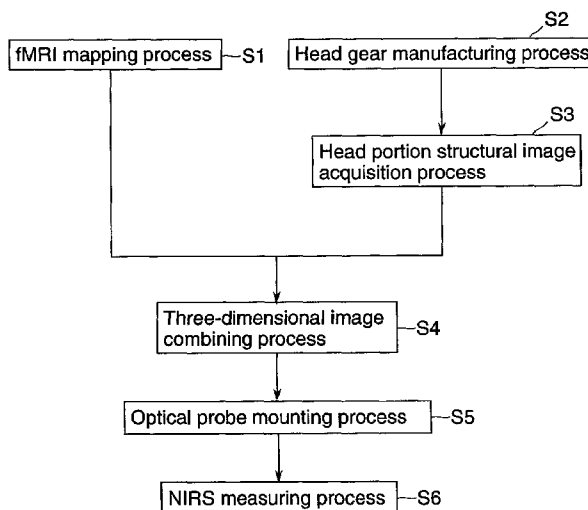 S2
fMRI mapping process
S1
Head gear manufacturing process
S3
Head portion structural image
acquisition process
Three-dimensional image
combining process
S4
Optical probe mounting process
S5
NIRS measuring process
S6